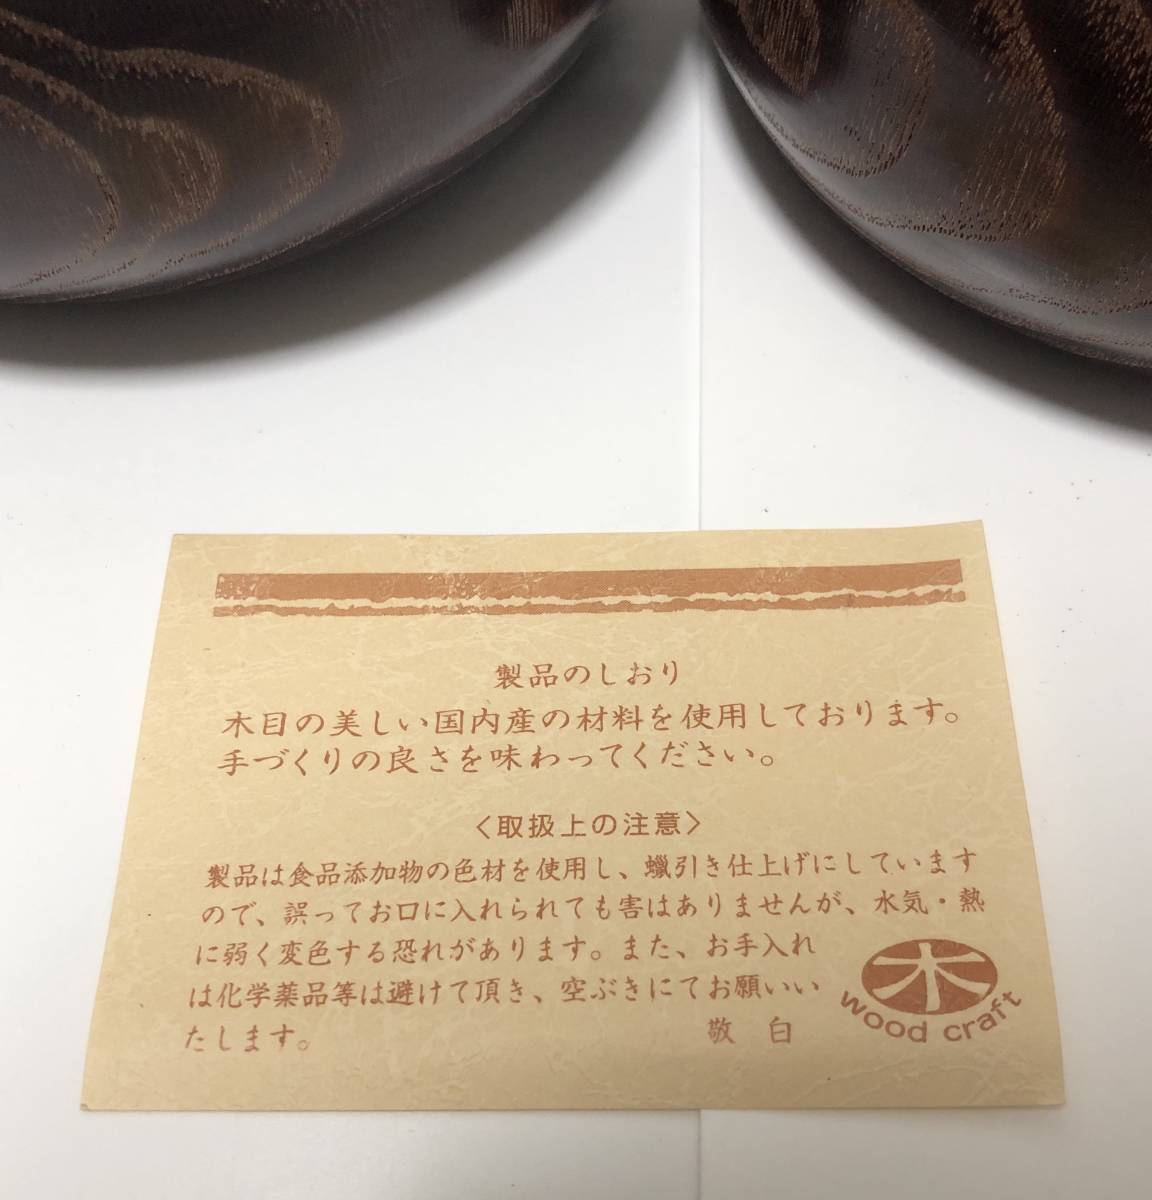 製品のしおり
木目の美しい国内産の材料を使用しております。
手づくりの良さを味わってください。
〈取扱上の注意〉
製品は食品添加物の色材を使用し、蠟引き仕上げにしています
ので、誤ってお口に入れられても害はありませんが、水気・熱
に弱く変色する恐れがあります。また、お手入れ
は化学薬品等は避けて頂き、空ぶきにてお願いい
たします。
敬 白
木
wood craft